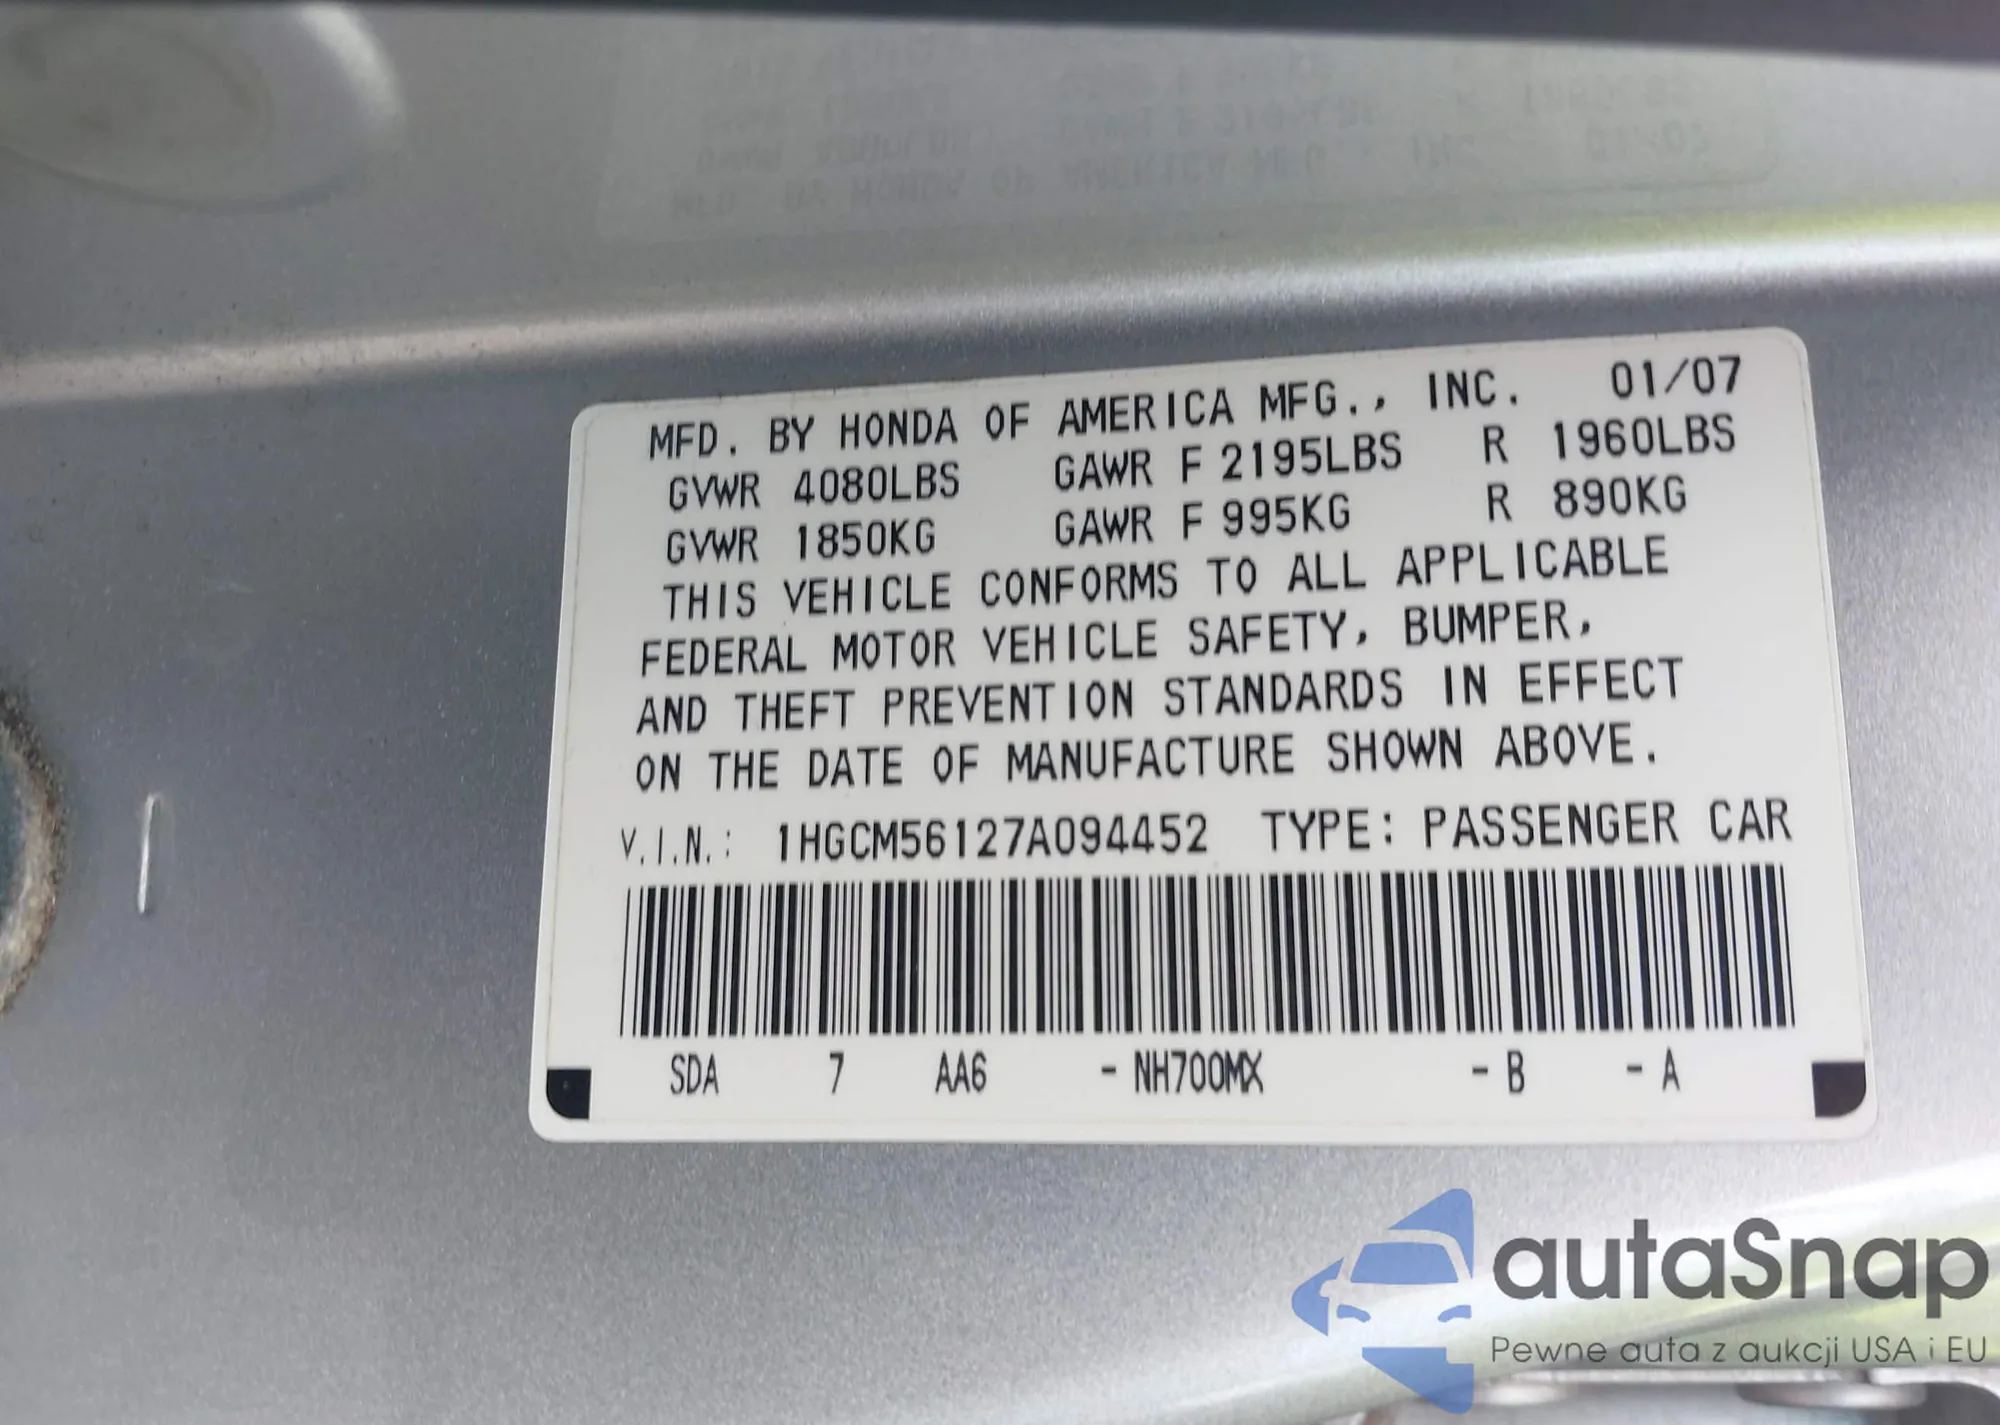 MFD. BY HONDA OF AMERICA MFG., INC. 01/07
GVWR 4080LBS GAWR F 2195LBS R 1960LBS
GVWR 1850KG GAWR F 995KG R 890KG
THIS VEHICLE CONFORMS TO ALL APPLICABLE
FEDERAL MOTOR VEHICLE SAFETY, BUMPER,
AND THEFT PREVENTION STANDARDS IN EFFECT
ON THE DATE OF MANUFACTURE SHOWN ABOVE.
V.I.N.: 1HGCM56127A094452 TYPE: PASSENGER CAR
SDA 7 AA6 - NH700MX - B - A
autaSnap
Pewne auta z aukcji USA i EU